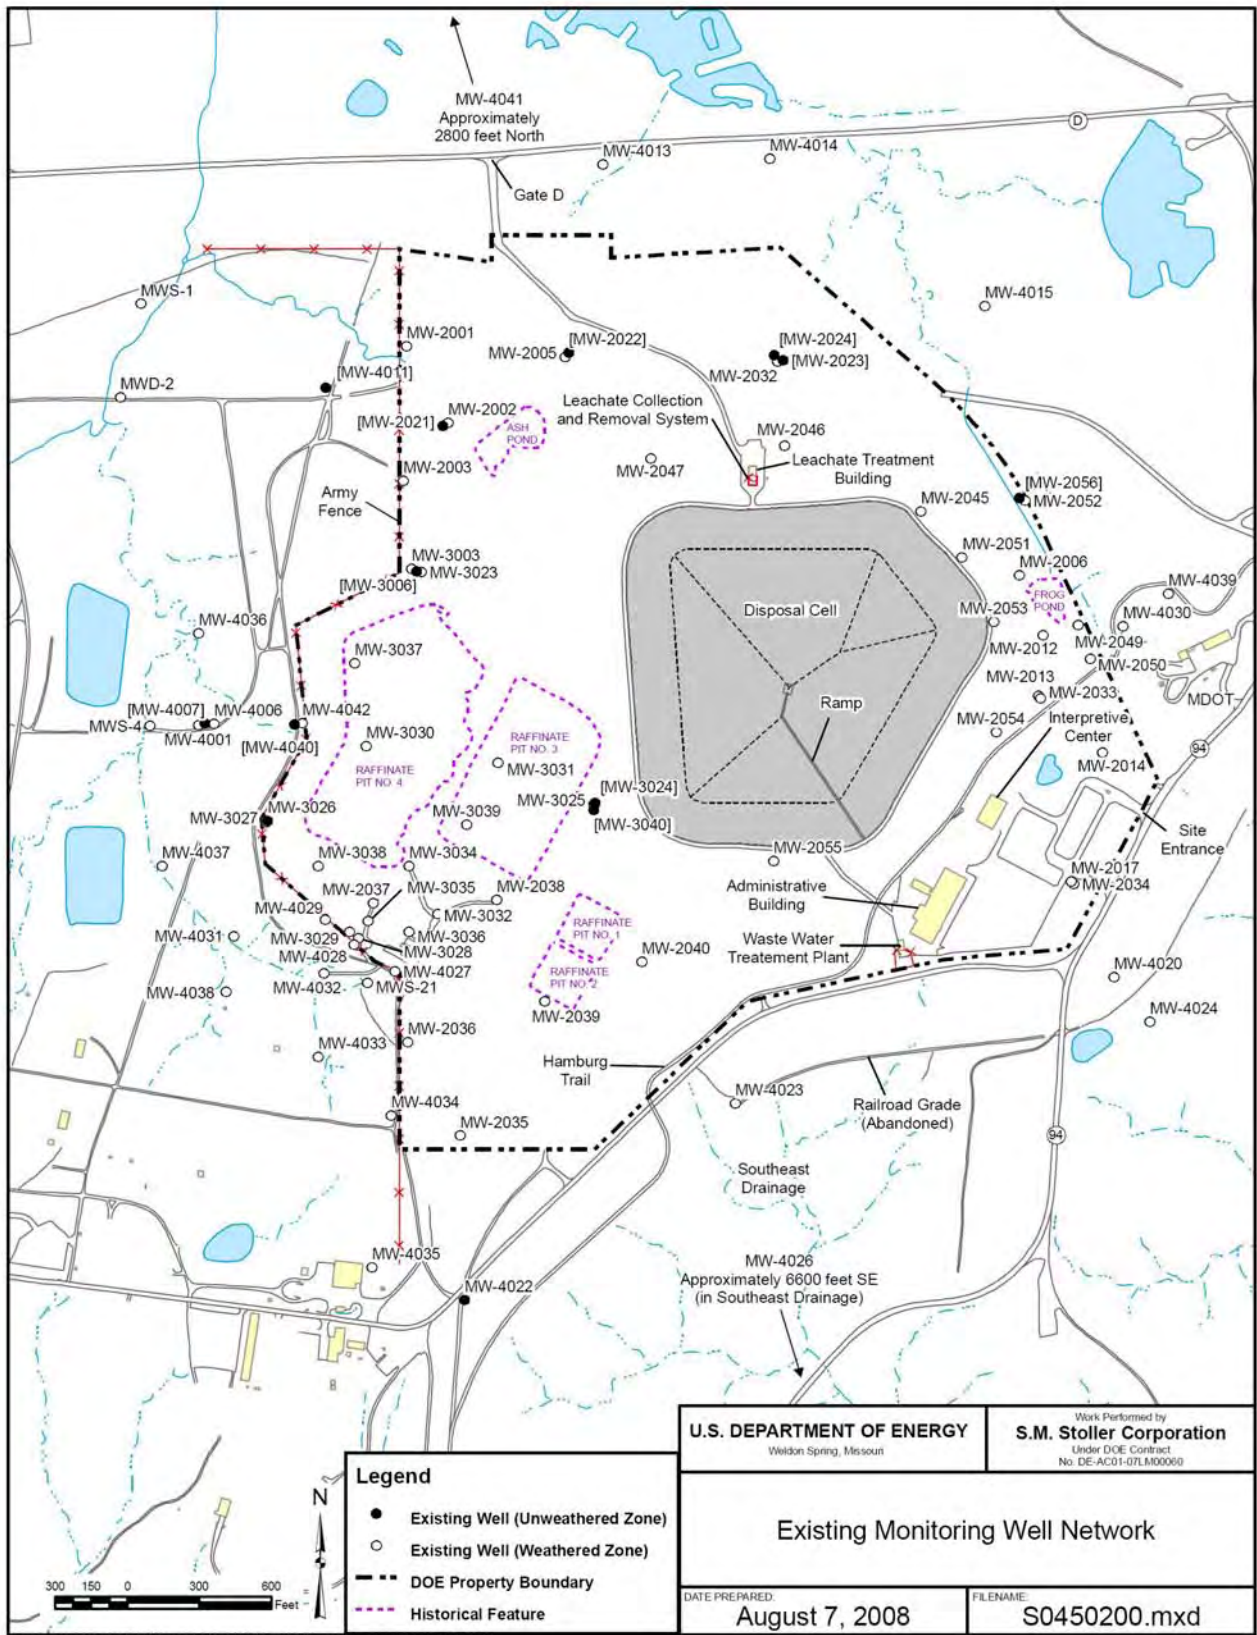 MW-4041
Approximately
2800 feet North
D
MW-4013
MW-4014
Gate D
MWS-1
MW-4015
MW-2001
MW-2005
[MW-2022]
[MW-2024]
[MW-2023]
MW-2032
[MW-4011]
MWD-2
Leachate Collection
and Removal System
MW-2002
[MW-2021]
ASH
POND
MW-2046
MW-2047
Leachate Treatment
Building
MW-2003
Army
Fence
MW-2045
[MW-2056]
MW-2052
MW-2051
MW-2006
MW-3003
MW-3023
[MW-3006]
MW-4039
FROG
POND
MW-4030
Disposal Cell
MW-2053
MW-4036
MW-2049
MW-2012
MW-3037
MW-2050
MW-2013
MW-2033
MDOT
Ramp
[MW-4007]
MW-4006
MW-4042
MWS-4
MW-4001
[MW-4040]
MW-2054
Interpretive
Center
MW-3030
RAFFINATE
PIT NO. 3
94
RAFFINATE
PIT NO. 4
MW-3031
MW-2014
[MW-3024]
MW-3025
[MW-3040]
MW-3026
MW-3027
MW-3039
Site
Entrance
MW-4037
MW-3038
MW-3034
MW-2055
MW-2017
MW-2034
MW-2037
MW-3035
MW-2038
Administrative
Building
MW-4029
MW-3032
RAFFINATE
PIT NO. 1
MW-4031
MW-3029
MW-3036
MW-3028
MW-2040
Waste Water
Treatement Plant
MW-4028
MW-4027
RAFFINATE
PIT NO. 2
MW-4032
MWS-21
MW-4020
MW-4038
MW-2039
MW-4024
MW-2036
MW-4033
Hamburg
Trail
MW-4023
Railroad Grade
(Abandoned)
MW-4034
MW-2035
94
Southeast
Drainage
MW-4035
MW-4026
Approximately 6600 feet SE
(in Southeast Drainage)
MW-4022
U.S. DEPARTMENT OF ENERGY
Weldon Spring, Missouri
Work Performed by
S.M. Stoller Corporation
Under DOE Contract
No. DE-AC01-07LM00060
Legend
Existing Well (Unweathered Zone)
Existing Well (Weathered Zone)
DOE Property Boundary
Historical Feature
N
300 150 0 300 600
Feet
Existing Monitoring Well Network
DATE PREPARED:
August 7, 2008
FILENAME:
S0450200.mxd